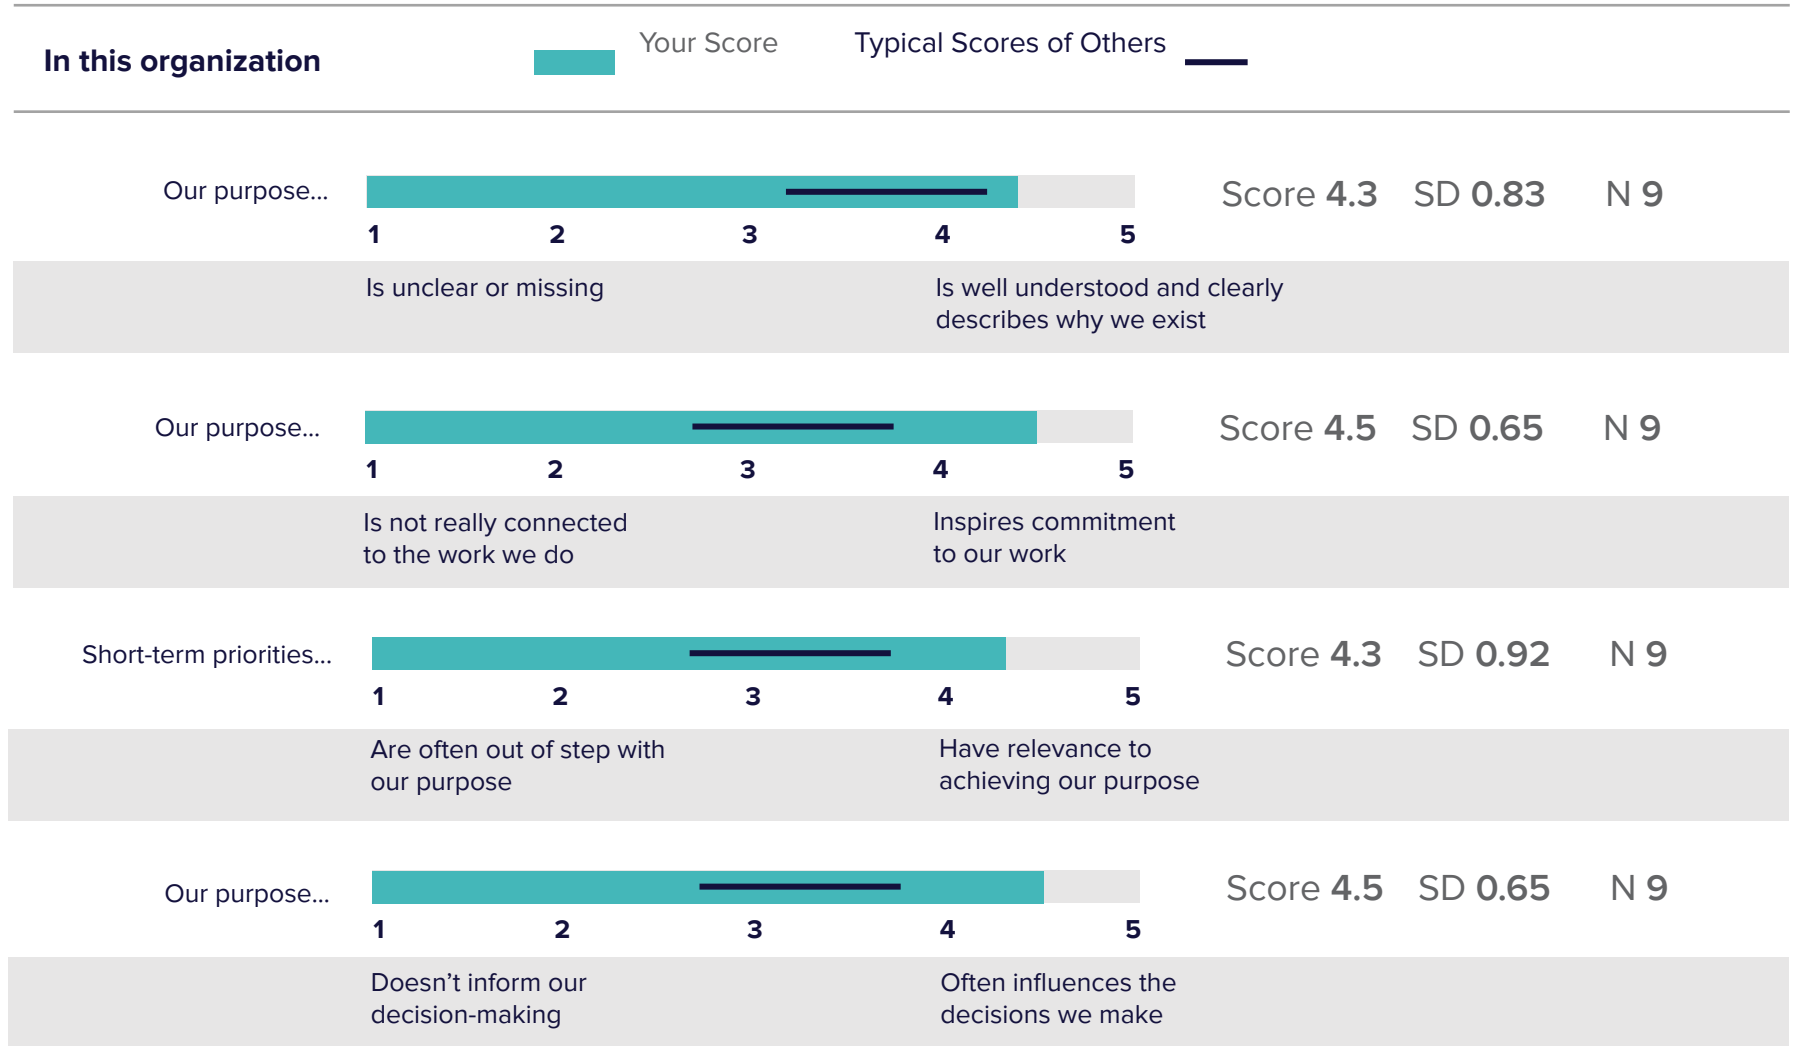 In this organization
Your Score
Typical Scores of Others
Our purpose...
Score 4.3 SD 0.83 N 9
1 2 3 4 5
Is unclear or missing
Is well understood and clearly
describes why we exist
Our purpose...
Score 4.5 SD 0.65 N 9
1 2 3 4 5
Is not really connected
to the work we do
Inspires commitment
to our work
Short-term priorities...
Score 4.3 SD 0.92 N 9
1 2 3 4 5
Are often out of step with
our purpose
Have relevance to
achieving our purpose
Our purpose...
Score 4.5 SD 0.65 N 9
1 2 3 4 5
Doesn’t inform our
decision-making
Often influences the
decisions we make